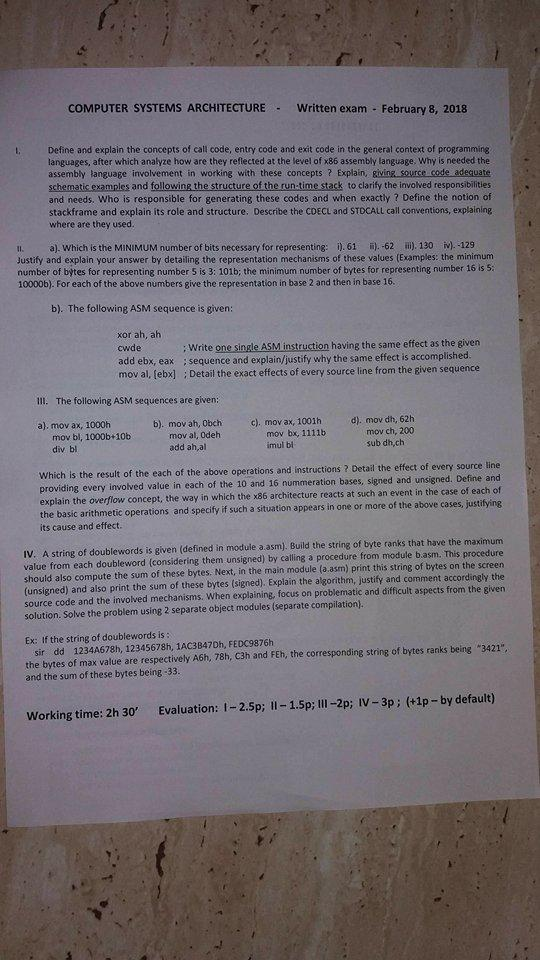 COMPUTER SYSTEMS ARCHITECTURE - Written exam - February 8, 2018
I. Define and explain the concepts of call code, entry code and exit code in the general context of programming
languages, after which analyze how are they reflected at the level of x86 assembly language. Why is needed the
assembly language involvement in working with these concepts ? Explain, giving source code adequate
schematic examples and following the structure of the run-time stack to clarify the involved responsibilities
and needs. Who is responsible for generating these codes and when exactly ? Define the notion of
stackframe and explain its role and structure. Describe the CDECL and STDCALL call conventions, explaining
where are they used.
II. a). Which is the MINIMUM number of bits necessary for representing: i). 61 ii). -62 iii). 130 iv). -129
Justify and explain your answer by detailing the representation mechanisms of these values (Examples: the minimum
number of bytes for representing number 5 is 3: 101b; the minimum number of bytes for representing number 16 is 5:
10000b). For each of the above numbers give the representation in base 2 and then in base 16.
b). The following ASM sequence is given:
xor ah, ah
cwde ; Write one single ASM instruction having the same effect as the given
add ebx, eax ; sequence and explain/justify why the same effect is accomplished.
mov al, [ebx] ; Detail the exact effects of every source line from the given sequence
III. The following ASM sequences are given:
a). mov ax, 1000h b). mov ah, 0bch c). mov ax, 1001h d). mov dh, 62h
mov bl, 1000b+10b mov al, 0deh mov bx, 1111b mov ch, 200
div bl add ah,al imul bl sub dh,ch
Which is the result of the each of the above operations and instructions ? Detail the effect of every source line
providing every involved value in each of the 10 and 16 nummeration bases, signed and unsigned. Define and
explain the overflow concept, the way in which the x86 architecture reacts at such an event in the case of each of
the basic arithmetic operations and specify if such a situation appears in one or more of the above cases, justifying
its cause and effect.
IV. A string of doublewords is given (defined in module a.asm). Build the string of byte ranks that have the maximum
value from each doubleword (considering them unsigned) by calling a procedure from module b.asm. This procedure
should also compute the sum of these bytes. Next, in the main module (a.asm) print this string of bytes on the screen
(unsigned) and also print the sum of these bytes (signed). Explain the algorithm, justify and comment accordingly the
source code and the involved mechanisms. When explaining, focus on problematic and difficult aspects from the given
solution. Solve the problem using 2 separate object modules (separate compilation).
Ex: If the string of doublewords is :
sir dd 1234A678h, 12345678h, 1AC3B47Dh, FEDC9876h
the bytes of max value are respectively A6h, 78h, C3h and FEh, the corresponding string of bytes ranks being "3421",
and the sum of these bytes being -33.
Working time: 2h 30' Evaluation: I – 2.5p; II – 1.5p; III –2p; IV – 3p ; (+1p – by default)